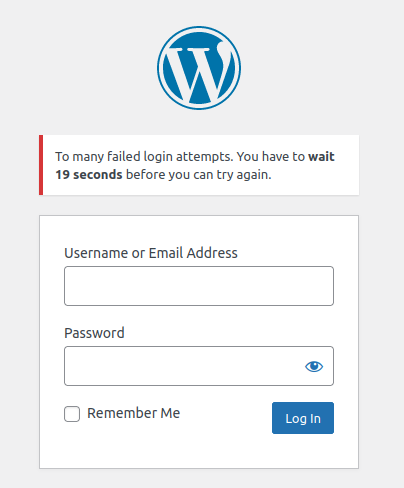 To many failed login attempts. You have to wait
19 seconds before you can try again.
Username or Email Address
Password
Remember Me
Log In